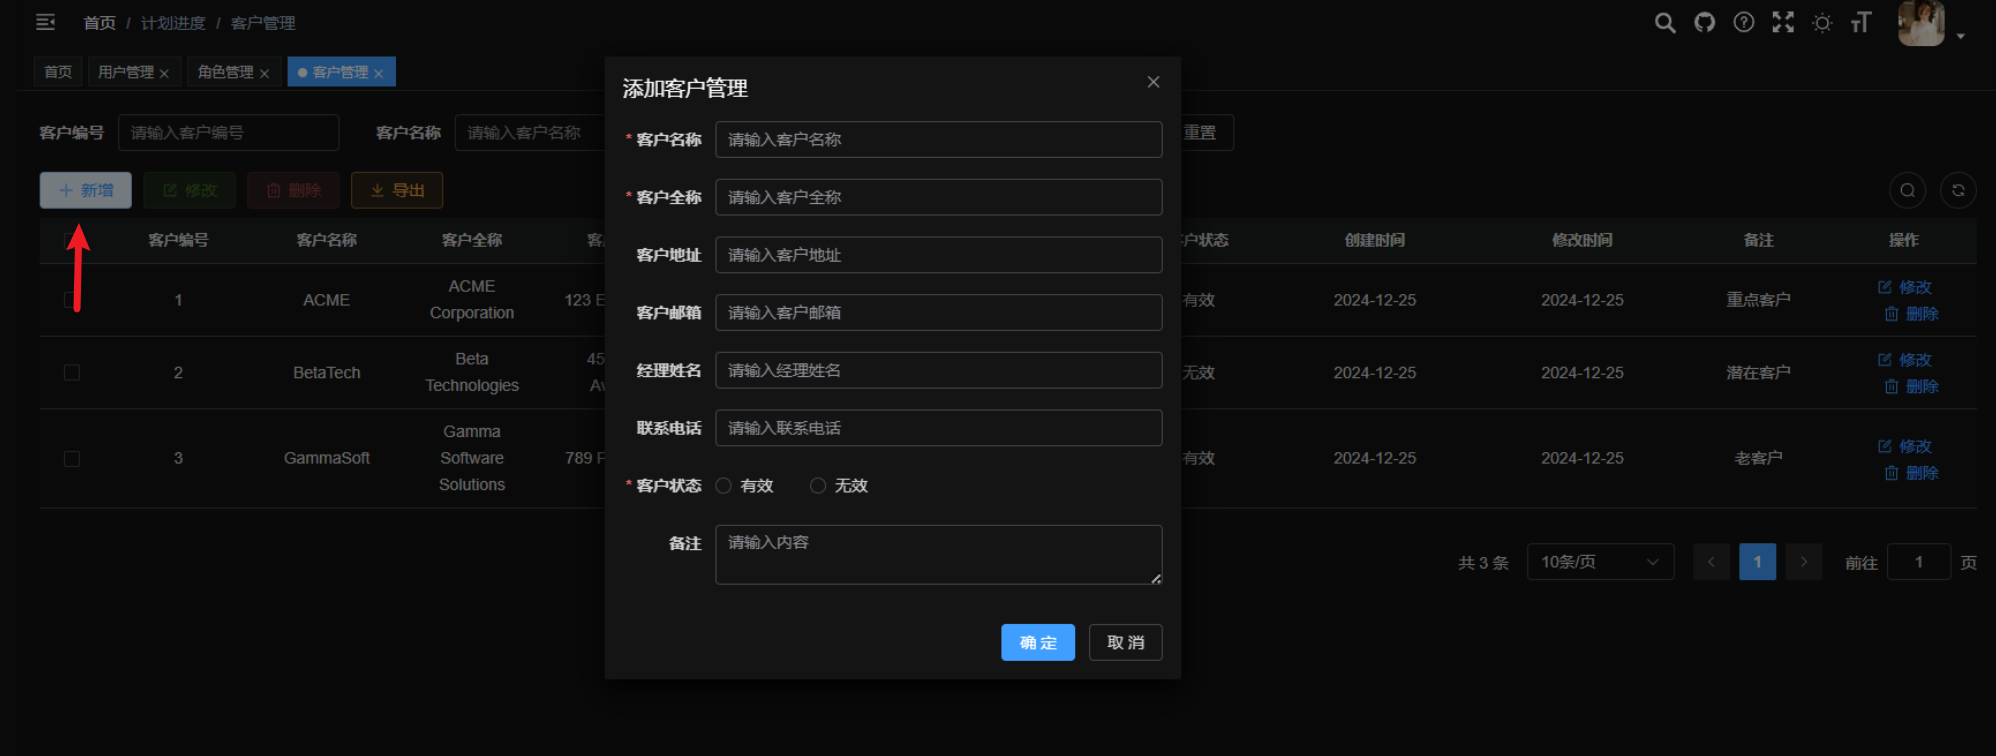 首页 / 计划进度 / 客户管理
首页 用户管理 × 角色管理 × 客户管理 ×
客户编号 请输入客户编号 客户名称 请输入客户名称 重置
+ 新增 修改 删除 导出
客户编号 客户名称 客户全称 客 户状态 创建时间 修改时间 备注 操作
1 ACME ACME Corporation 123 E 有效 2024-12-25 2024-12-25 重点客户 修改 删除
2 BetaTech Beta Technologies 45 Av 无效 2024-12-25 2024-12-25 潜在客户 修改 删除
3 GammaSoft Gamma Software Solutions 789 F 有效 2024-12-25 2024-12-25 老客户 修改 删除
共 3 条 10条/页 1 前往 1 页
添加客户管理
* 客户名称 请输入客户名称
* 客户全称 请输入客户全称
客户地址 请输入客户地址
客户邮箱 请输入客户邮箱
经理姓名 请输入经理姓名
联系电话 请输入联系电话
* 客户状态 有效 无效
备注 请输入内容
确 定 取 消